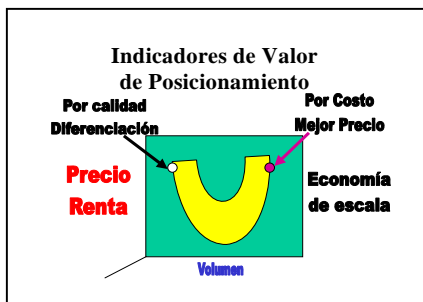 Indicadores de Valor
de Posicionamiento
Por calidad
Diferenciación
Por Costo
Mejor Precio
Precio
Renta
Economía
de escala
Volumen